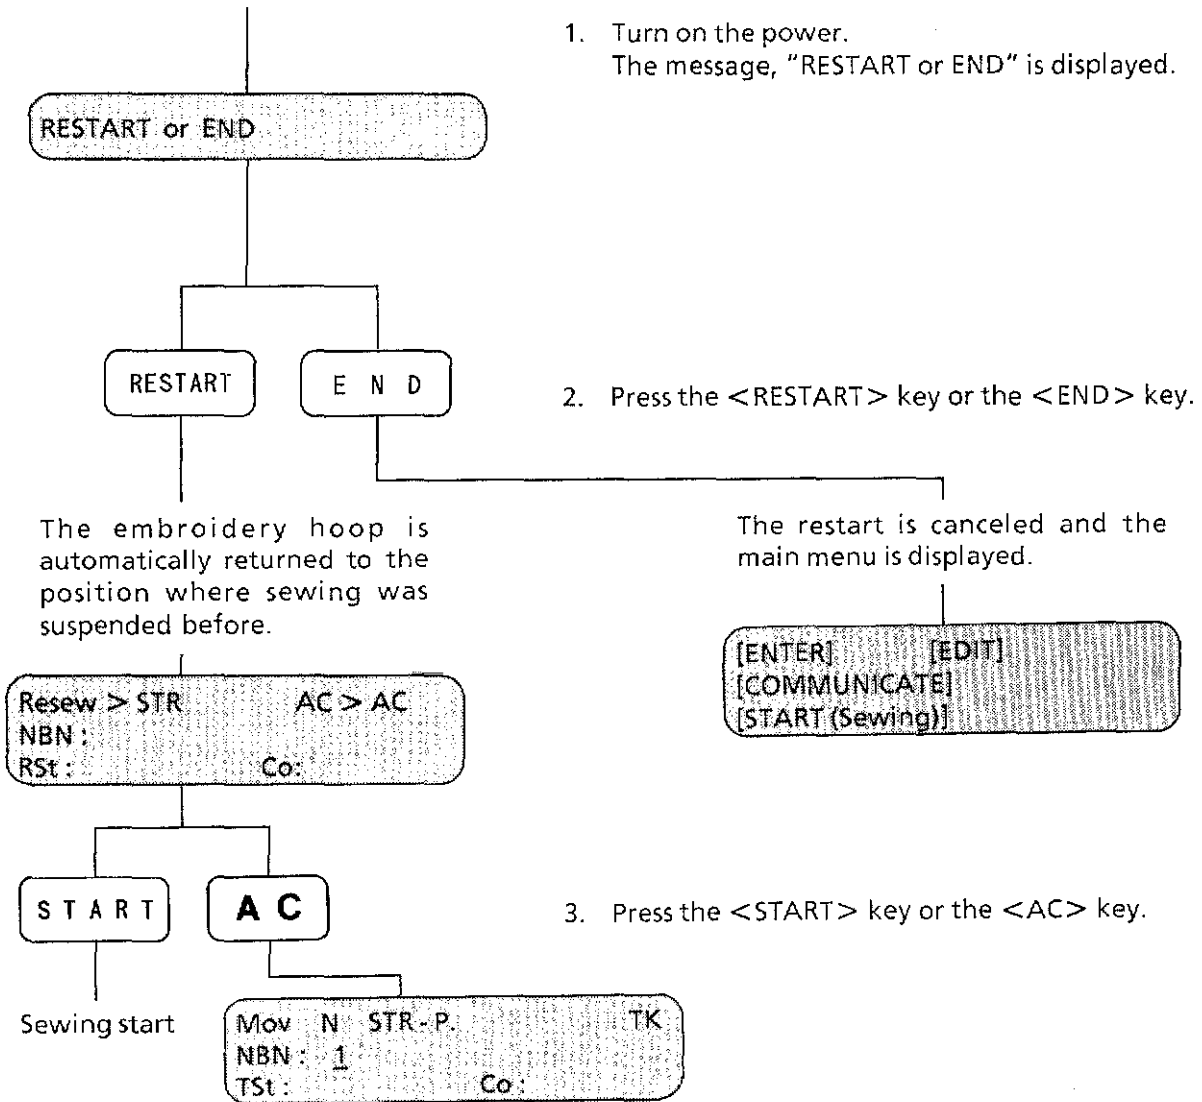 1. Turn on the power.
The message, "RESTART or END" is displayed.
RESTART or END
RESTART
E N D
2. Press the <RESTART> key or the <END> key.
The embroidery hoop is
automatically returned to the
position where sewing was
suspended before.
The restart is canceled and the
main menu is displayed.
[ENTER] [EDIT]
[COMMUNICATE]
[START (Sewing)]
Resew > STR AC > AC
NBN :
RSt : Co:
S T A R T
A C
3. Press the <START> key or the <AC> key.
Sewing start
Mov N STR - P. TK
NBN : 1
TSt : Co :